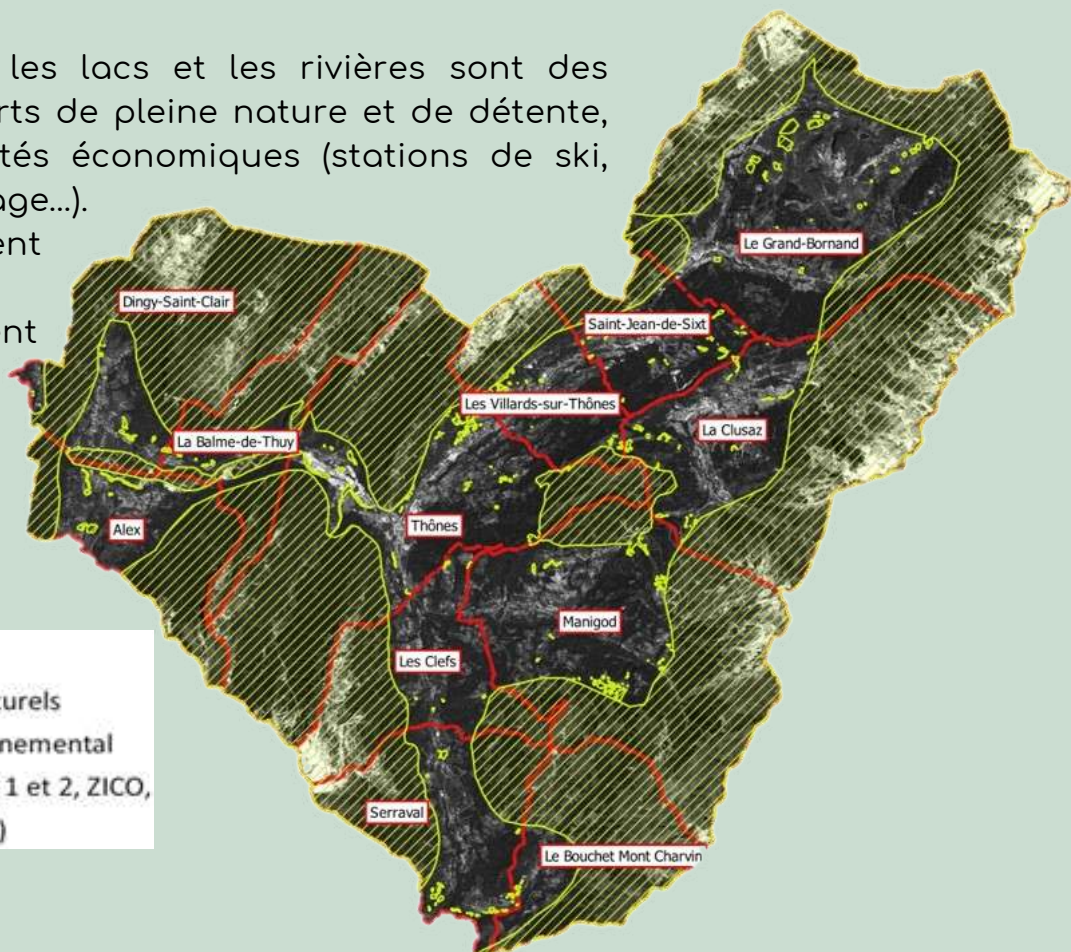 les lacs et les rivières sont des
rts de pleine nature et de détente,
tés économiques (stations de ski,
age...).
ent
ent
Le Grand-Bornand
Dingy-Saint-Clair
Saint-Jean-de-Sixt
Les Villards-sur-Thônes
La Balme-de-Thuy
La Clusaz
Alex
Thônes
Manigod
Les Clefs
Serraval
Le Bouchet Mont Charvin
urels
nemental
1 et 2, ZICO,
)